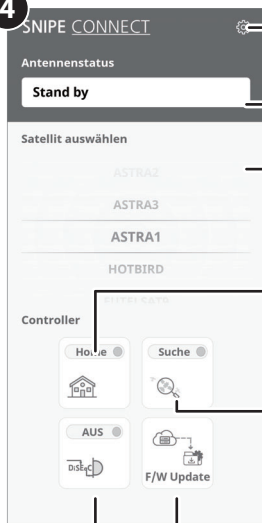 4
SNIPE CONNECT
Antennenstatus
Stand by
Satellit auswählen
ASTRA2
ASTRA3
ASTRA1
HOTBIRD
Controller
Home
Suche
AUS
DiSEqC
F/W Update